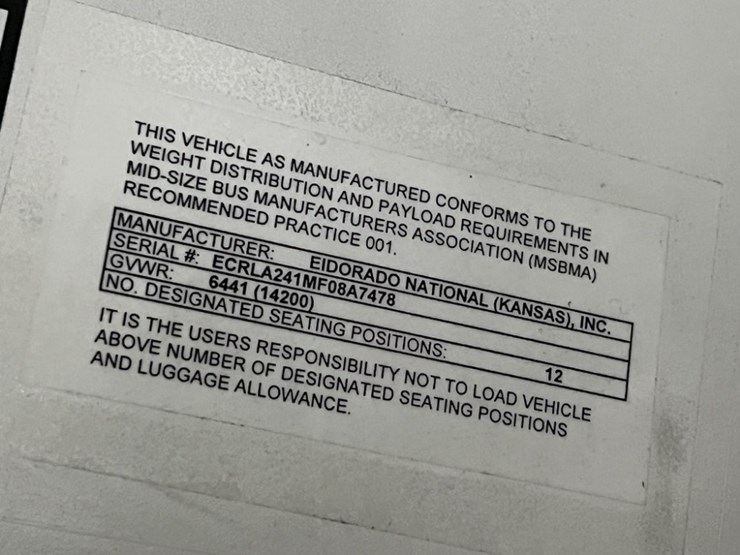 THIS VEHICLE AS MANUFACTURED CONFORMS TO THE
WEIGHT DISTRIBUTION AND PAYLOAD REQUIREMENTS IN
MID-SIZE BUS MANUFACTURERS ASSOCIATION (MSBMA)
RECOMMENDED PRACTICE 001.
MANUFACTURER: ElDORADO NATIONAL (KANSAS), INC.
SERIAL #: ECRLA241MF08A7478
GVWR: 6441 (14200)
NO. DESIGNATED SEATING POSITIONS: 12
IT IS THE USERS RESPONSIBILITY NOT TO LOAD VEHICLE
ABOVE NUMBER OF DESIGNATED SEATING POSITIONS
AND LUGGAGE ALLOWANCE.